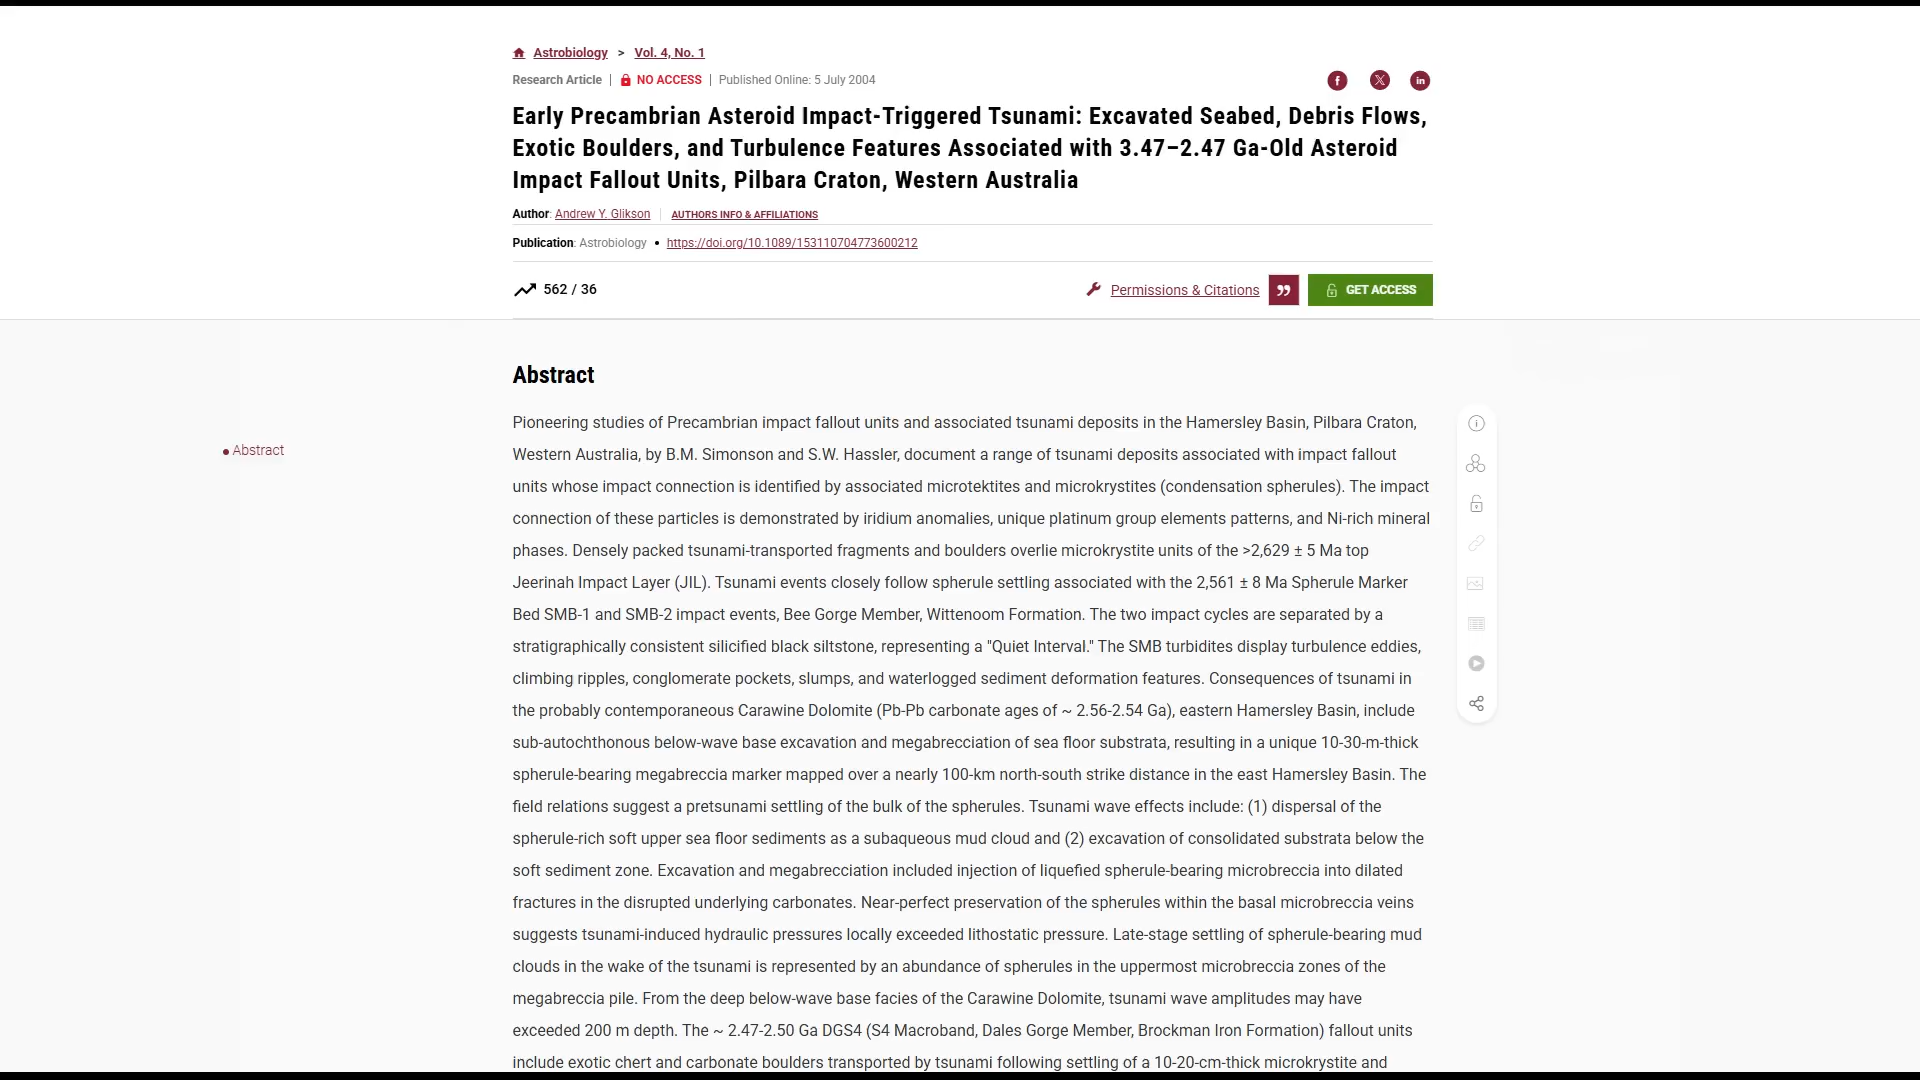 Astrobiology > Vol. 4, No. 1
Research Article | NO ACCESS | Published Online: 5 July 2004
Early Precambrian Asteroid Impact-Triggered Tsunami: Excavated Seabed, Debris Flows,
Exotic Boulders, and Turbulence Features Associated with 3.47–2.47 Ga-Old Asteroid
Impact Fallout Units, Pilbara Craton, Western Australia
Author: Andrew Y. Glikson | AUTHORS INFO & AFFILIATIONS
Publication: Astrobiology • https://doi.org/10.1089/153110704773600212
562 / 36
Permissions & Citations
GET ACCESS
Abstract
• Abstract
Pioneering studies of Precambrian impact fallout units and associated tsunami deposits in the Hamersley Basin, Pilbara Craton,
Western Australia, by B.M. Simonson and S.W. Hassler, document a range of tsunami deposits associated with impact fallout
units whose impact connection is identified by associated microtektites and microkrystites (condensation spherules). The impact
connection of these particles is demonstrated by iridium anomalies, unique platinum group elements patterns, and Ni-rich mineral
phases. Densely packed tsunami-transported fragments and boulders overlie microkrystite units of the >2,629 ± 5 Ma top
Jeerinah Impact Layer (JIL). Tsunami events closely follow spherule settling associated with the 2,561 ± 8 Ma Spherule Marker
Bed SMB-1 and SMB-2 impact events, Bee Gorge Member, Wittenoom Formation. The two impact cycles are separated by a
stratigraphically consistent silicified black siltstone, representing a "Quiet Interval." The SMB turbidites display turbulence eddies,
climbing ripples, conglomerate pockets, slumps, and waterlogged sediment deformation features. Consequences of tsunami in
the probably contemporaneous Carawine Dolomite (Pb-Pb carbonate ages of ~ 2.56-2.54 Ga), eastern Hamersley Basin, include
sub-autochthonous below-wave base excavation and megabrecciation of sea floor substrata, resulting in a unique 10-30-m-thick
spherule-bearing megabreccia marker mapped over a nearly 100-km north-south strike distance in the east Hamersley Basin. The
field relations suggest a pretsunami settling of the bulk of the spherules. Tsunami wave effects include: (1) dispersal of the
spherule-rich soft upper sea floor sediments as a subaqueous mud cloud and (2) excavation of consolidated substrata below the
soft sediment zone. Excavation and megabrecciation included injection of liquefied spherule-bearing microbreccia into dilated
fractures in the disrupted underlying carbonates. Near-perfect preservation of the spherules within the basal microbreccia veins
suggests tsunami-induced hydraulic pressures locally exceeded lithostatic pressure. Late-stage settling of spherule-bearing mud
clouds in the wake of the tsunami is represented by an abundance of spherules in the uppermost microbreccia zones of the
megabreccia pile. From the deep below-wave base facies of the Carawine Dolomite, tsunami wave amplitudes may have
exceeded 200 m depth. The ~ 2.47-2.50 Ga DGS4 (S4 Macroband, Dales Gorge Member, Brockman Iron Formation) fallout units
include exotic chert and carbonate boulders transported by tsunami following settling of a 10-20-cm-thick microkrystite and